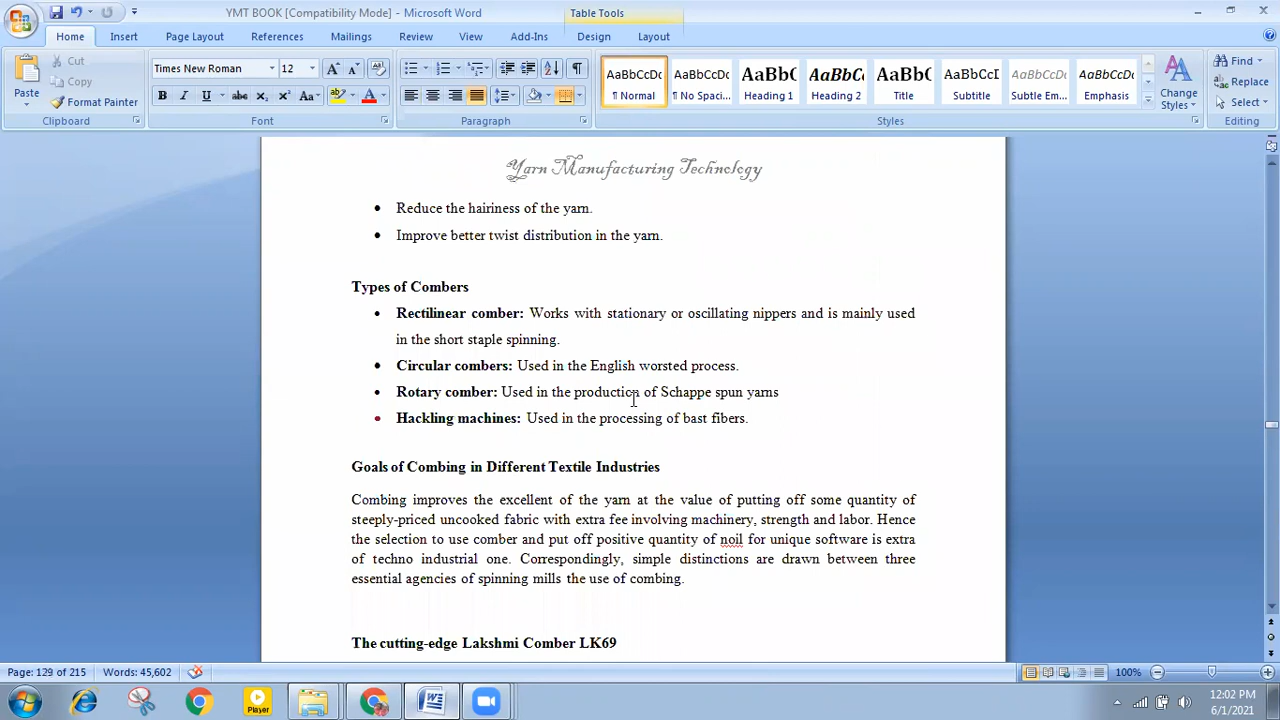 YMT BOOK [Compatibility Mode] - Microsoft Word
Table Tools
Home Insert Page Layout References Mailings Review View Add-Ins Design Layout
Paste
Cut
Copy
Format Painter
Clipboard
Times New Roman 12
B I U abc x₂ x² Aa
Font
Paragraph
AaBbCcDc AaBbCcDc AaBbC AaBbCc AaBbCc AaBbCcI AaBbCcDc AaBbCcDc
¶ Normal ¶ No Spaci... Heading 1 Heading 2 Title Subtitle Subtle Em... Emphasis
Change Styles
Styles
Find
Replace
Select
Editing
Yarn Manufacturing Technology
• Reduce the hairiness of the yarn.
• Improve better twist distribution in the yarn.
Types of Combers
• Rectilinear comber: Works with stationary or oscillating nippers and is mainly used
in the short staple spinning.
• Circular combers: Used in the English worsted process.
• Rotary comber: Used in the production of Schappe spun yarns
• Hackling machines: Used in the processing of bast fibers.
Goals of Combing in Different Textile Industries
Combing improves the excellent of the yarn at the value of putting off some quantity of
steeply-priced uncooked fabric with extra fee involving machinery, strength and labor. Hence
the selection to use comber and put off positive quantity of noil for unique software is extra
of techno industrial one. Correspondingly, simple distinctions are drawn between three
essential agencies of spinning mills the use of combing.
The cutting-edge Lakshmi Comber LK69
Page: 129 of 215 Words: 45,602 100%
Player
12:02 PM
6/1/2021